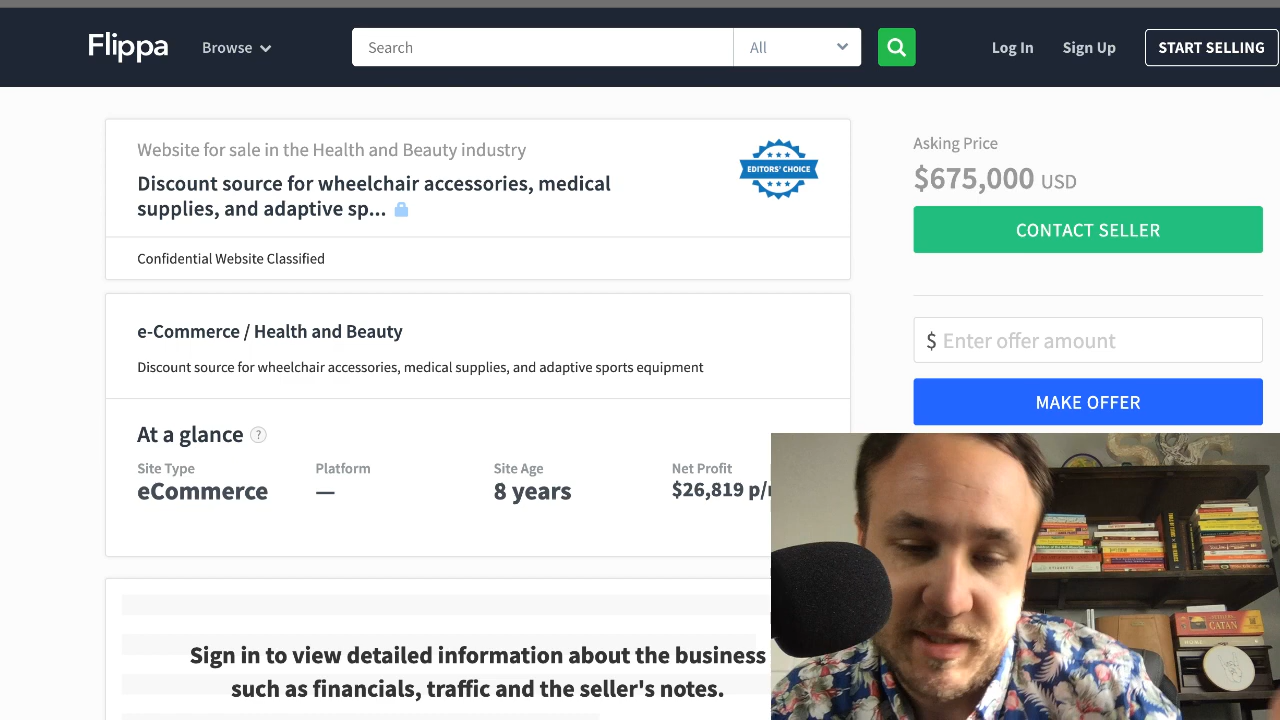 Flippa
Browse
Search
All
Log In
Sign Up
START SELLING
Website for sale in the Health and Beauty industry
Discount source for wheelchair accessories, medical
supplies, and adaptive sp...
EDITORS' CHOICE
Confidential Website Classified
Asking Price
$675,000 USD
CONTACT SELLER
$ Enter offer amount
MAKE OFFER
e-Commerce / Health and Beauty
Discount source for wheelchair accessories, medical supplies, and adaptive sports equipment
At a glance ?
Site Type
Platform
Site Age
Net Profit
eCommerce
—
8 years
$26,819 p/
Sign in to view detailed information about the business
such as financials, traffic and the seller's notes.
CATAN